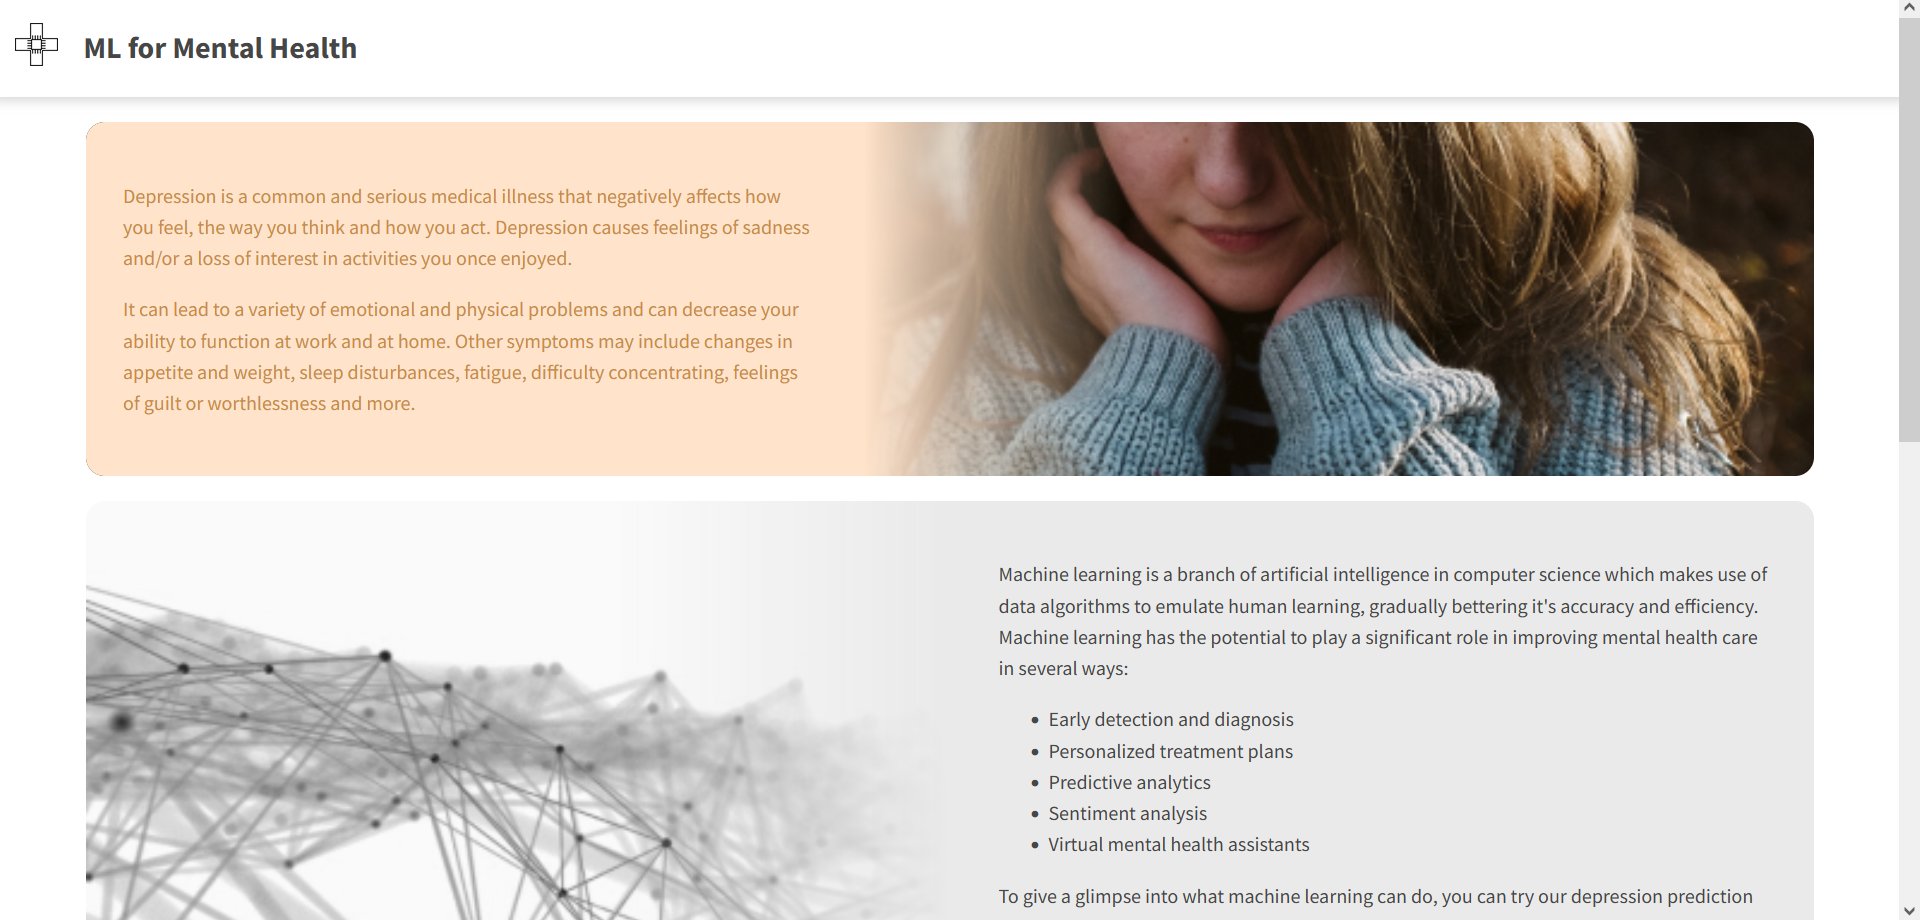 ML for Mental Health
Depression is a common and serious medical illness that negatively affects how
you feel, the way you think and how you act. Depression causes feelings of sadness
and/or a loss of interest in activities you once enjoyed.
It can lead to a variety of emotional and physical problems and can decrease your
ability to function at work and at home. Other symptoms may include changes in
appetite and weight, sleep disturbances, fatigue, difficulty concentrating, feelings
of guilt or worthlessness and more.
Machine learning is a branch of artificial intelligence in computer science which makes use of
data algorithms to emulate human learning, gradually bettering it's accuracy and efficiency.
Machine learning has the potential to play a significant role in improving mental health care
in several ways:
• Early detection and diagnosis
• Personalized treatment plans
• Predictive analytics
• Sentiment analysis
• Virtual mental health assistants
To give a glimpse into what machine learning can do, you can try our depression prediction